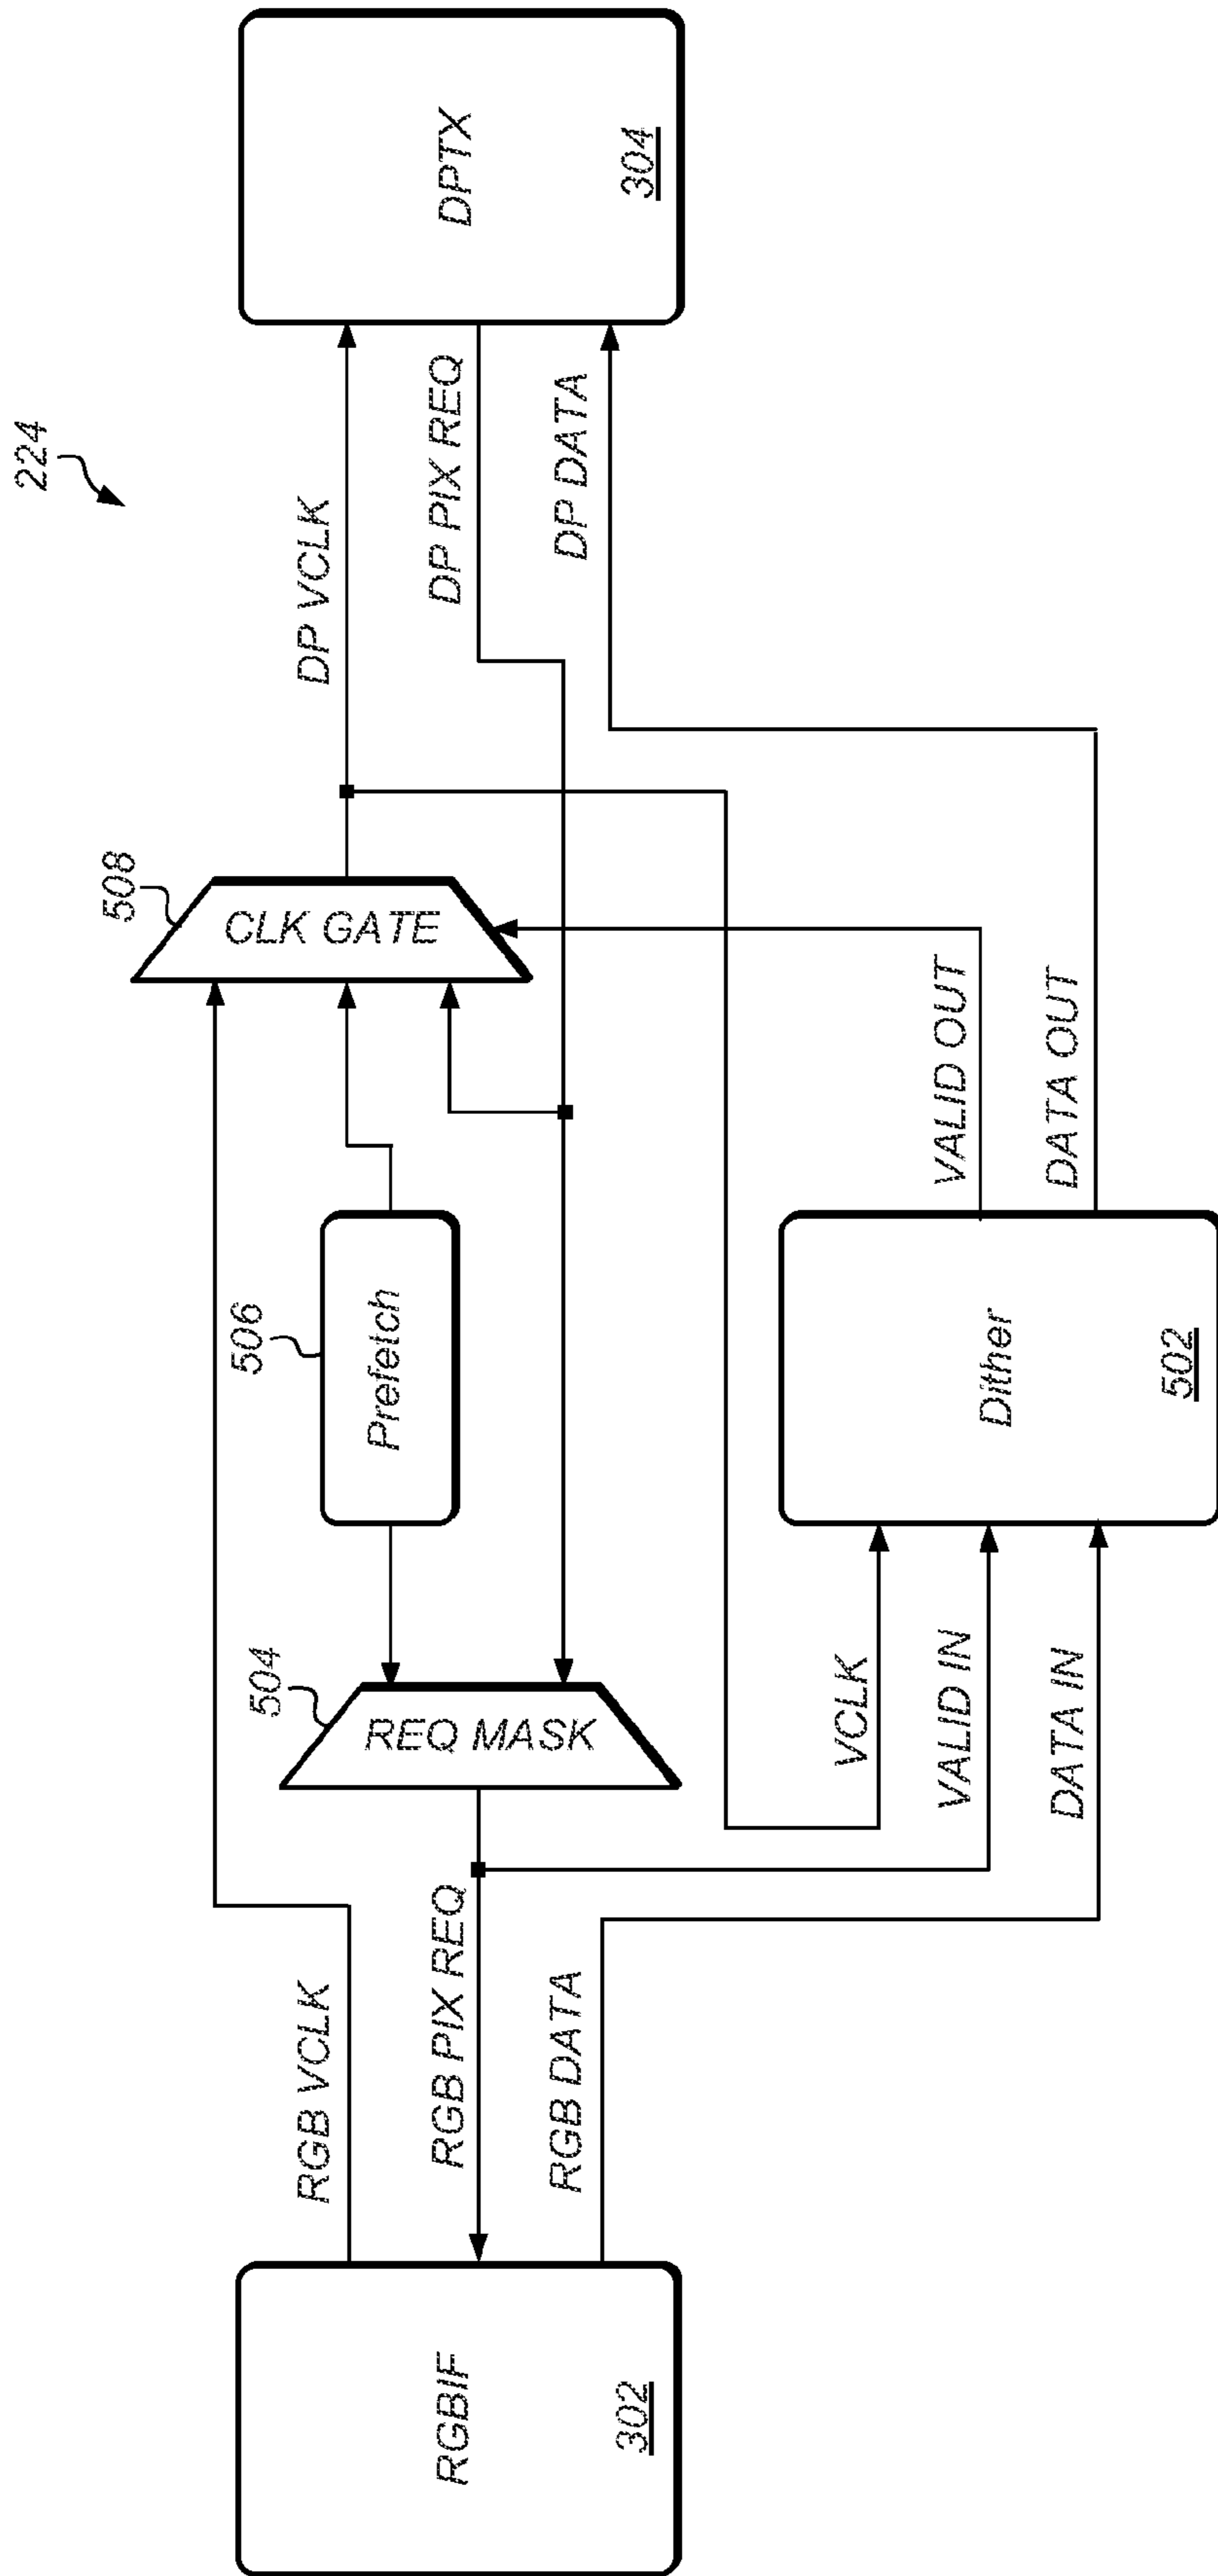 224
RGBIF
302
RGB VCLK
RGB PIX REQ
RGB DATA
504
REQ MASK
506
Prefetch
508
CLK GATE
VCLK
VALID IN
DATA IN
Dither
502
VALID OUT
DATA OUT
DP VCLK
DP PIX REQ
DP DATA
DPTX
304